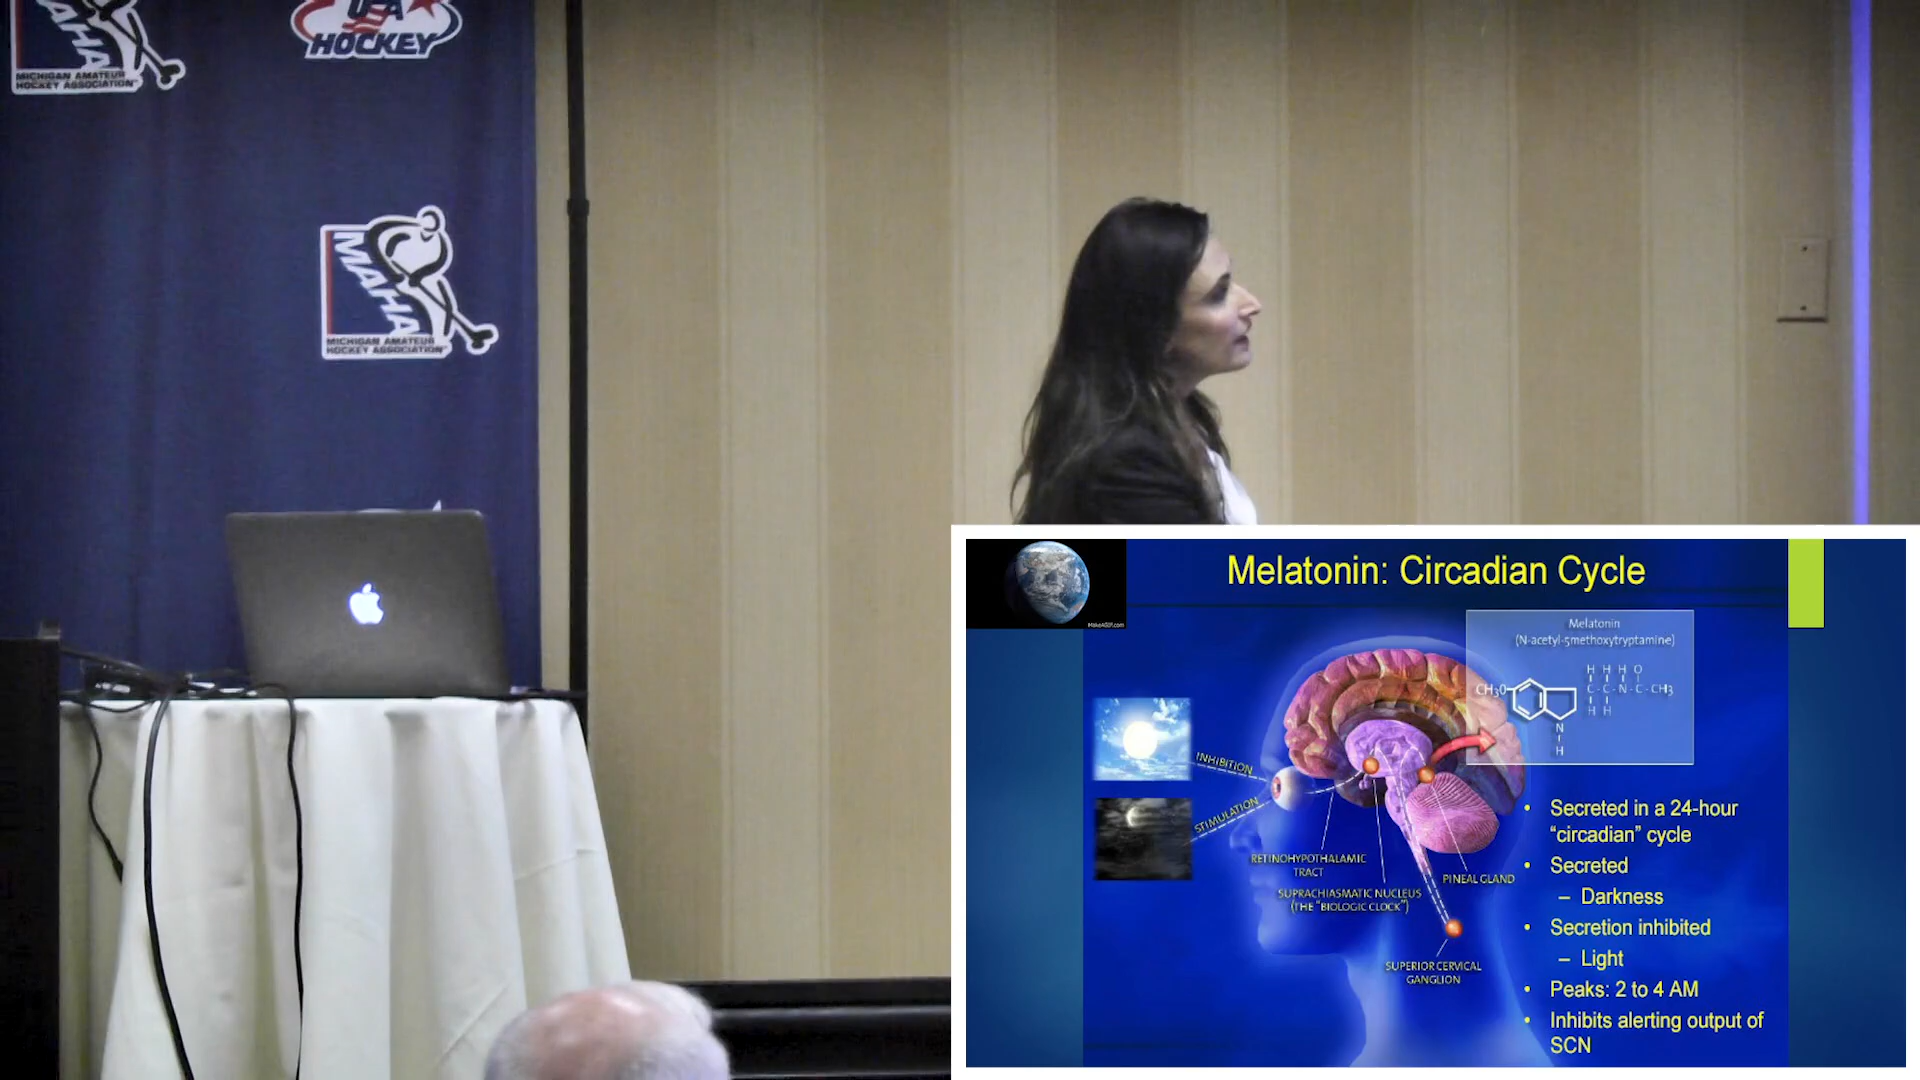 MAHA
MICHIGAN AMATEUR
HOCKEY ASSOCIATION
USA
HOCKEY
MAHA
MICHIGAN AMATEUR
HOCKEY ASSOCIATION
Melatonin: Circadian Cycle
MakeAGIF.com
Melatonin
(N-acetyl-5methoxytryptamine)
H H H O
CH3O C-C-N-C-CH3
H H
N
H
INHIBITION
STIMULATION
RETINOHYPOTHALAMIC
TRACT
SUPRACHIASMATIC NUCLEUS
(THE "BIOLOGIC CLOCK")
PINEAL GLAND
SUPERIOR CERVICAL
GANGLION
• Secreted in a 24-hour
“circadian” cycle
• Secreted
– Darkness
• Secretion inhibited
– Light
• Peaks: 2 to 4 AM
• Inhibits alerting output of
SCN